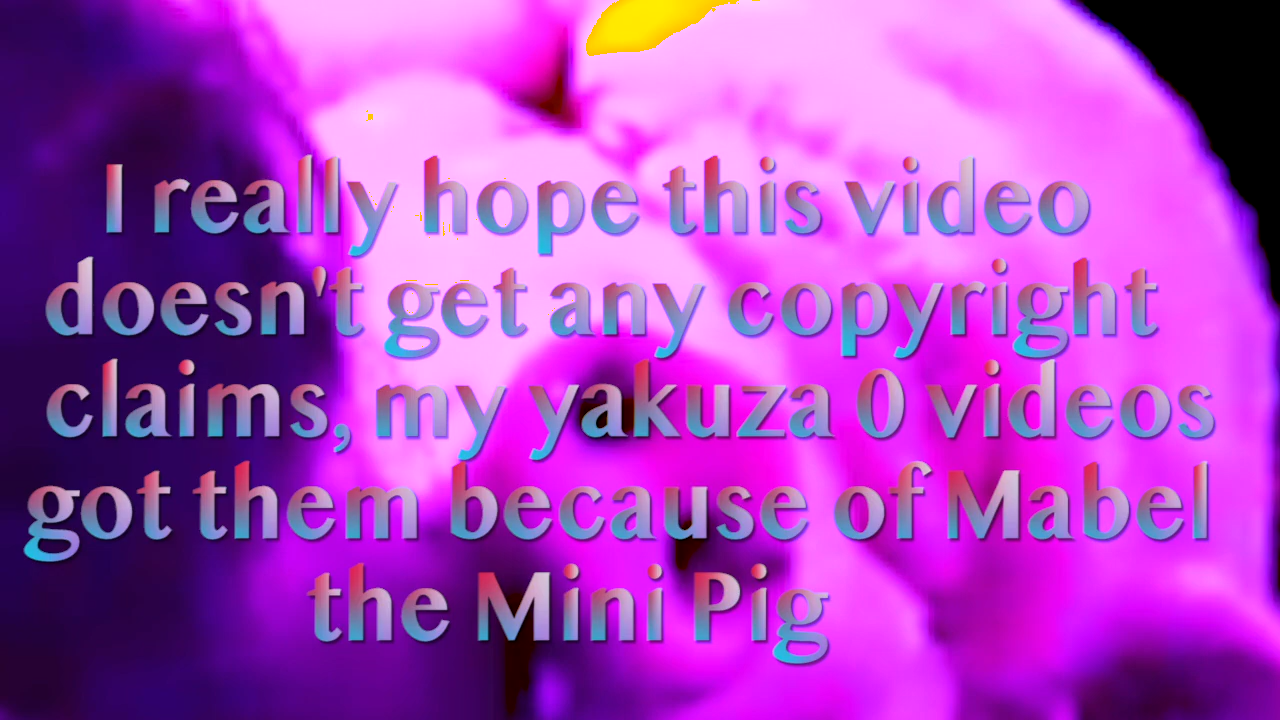 I really hope this video
doesn't get any copyright
claims, my yakuza 0 videos
got them because of Mabel
the Mini Pig